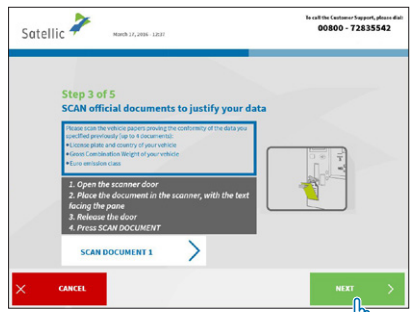 To call the Customer Support, please dial:
Satellic
March 17, 2016 - 12:37
00800 - 72835542
Step 3 of 5
SCAN official documents to justify your data
Please scan the vehicle papers proving the conformity of the data you
specified previously (up to 4 documents):
•License plate and country of your vehicle
•Gross Combination Weight of your vehicle
•Euro emission class
1. Open the scanner door
2. Place the document in the scanner, with the text
facing the pane
3. Release the door
4. Press SCAN DOCUMENT
SCAN DOCUMENT 1
CANCEL
NEXT